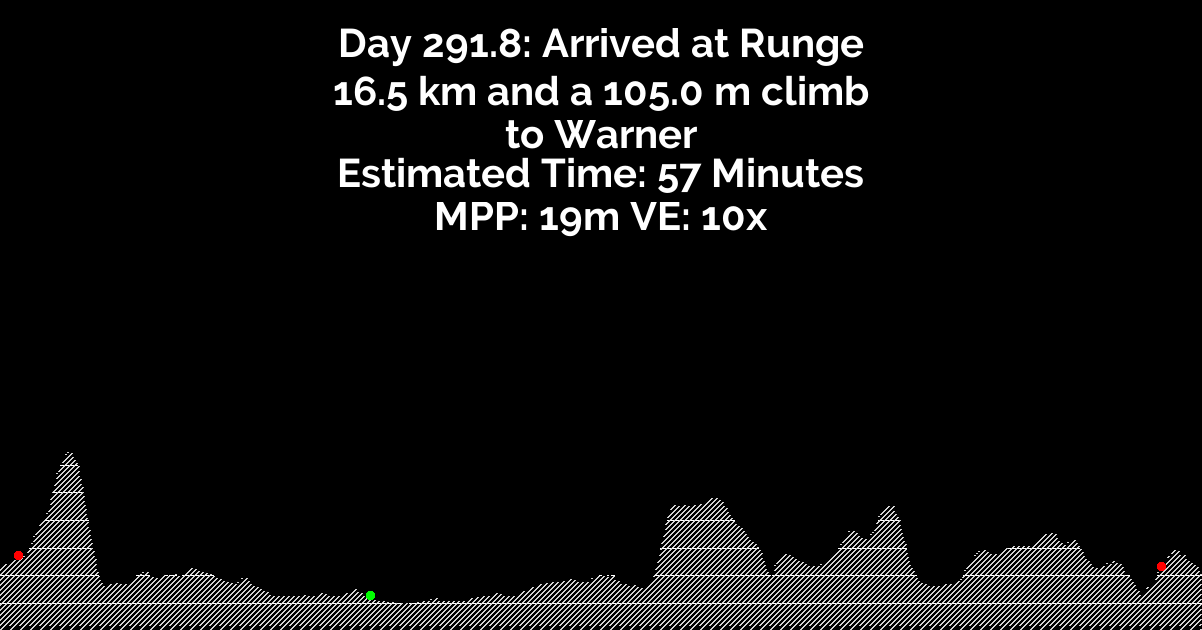 Day 291.8: Arrived at Runge
16.5 km and a 105.0 m climb
to Warner
Estimated Time: 57 Minutes
MPP: 19m VE: 10x